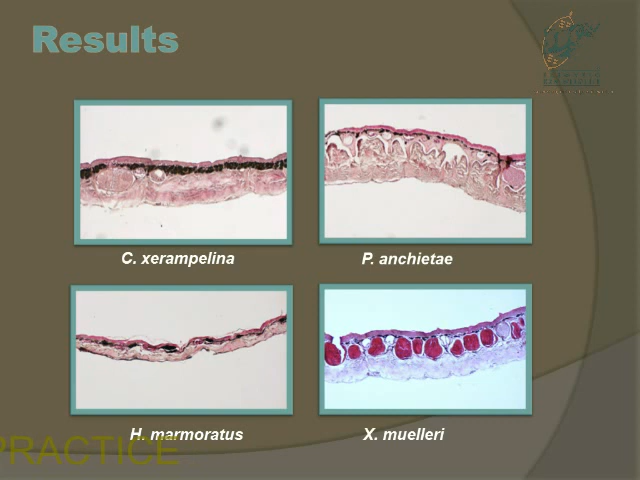 Results
C. xerampelina
P. anchietae
H. marmoratus
X. muelleri
PRACTICE